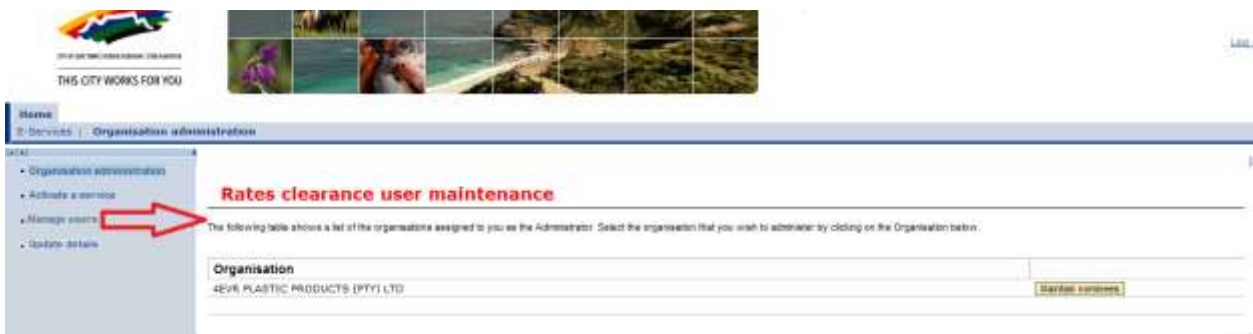 THIS CITY WORKS FOR YOU
Home
E-Services | Organisation administration
• Organisation administration
• Activate a service
• Manage users
• Update details
Rates clearance user maintenance
The following table shows a list of the organisations assigned to you as the Administrator. Select the organisation that you wish to administer by clicking on the Organisation below.
Organisation
4EVR PLASTIC PRODUCTS (PTY) LTD